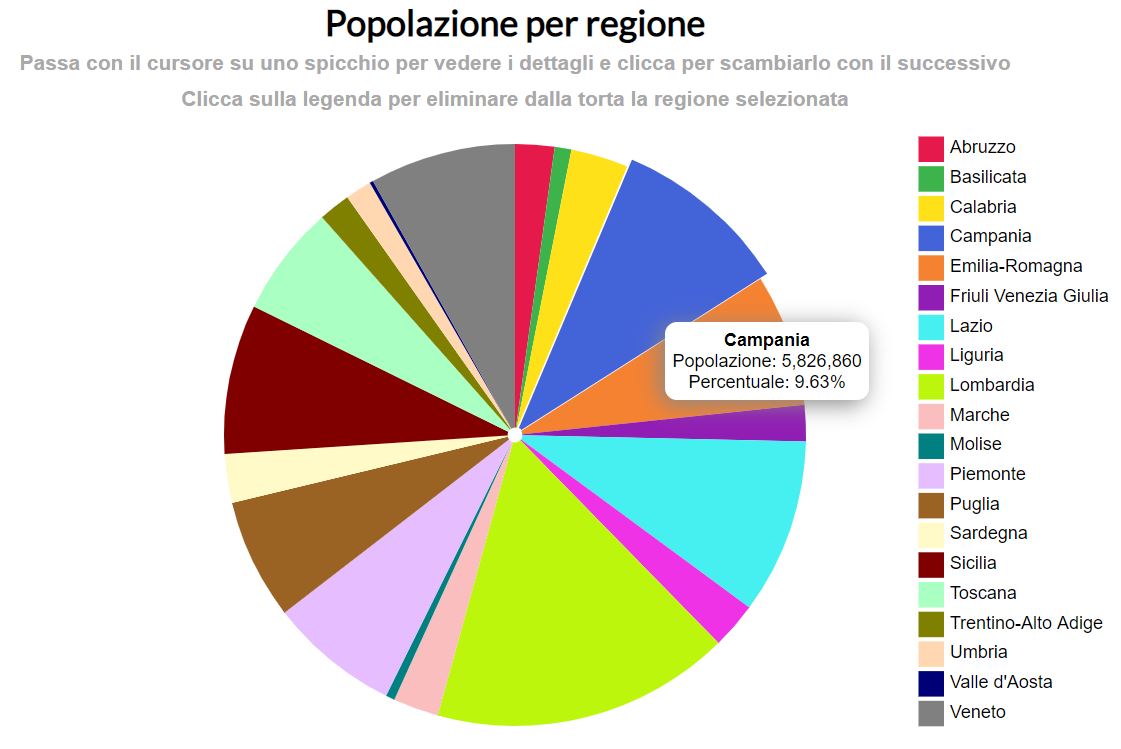 Popolazione per regione
Passa con il cursore su uno spicchio per vedere i dettagli e clicca per scambiarlo con il successivo
Clicca sulla legenda per eliminare dalla torta la regione selezionata
Campania
Popolazione: 5,826,860
Percentuale: 9.63%
Abruzzo
Basilicata
Calabria
Campania
Emilia-Romagna
Friuli Venezia Giulia
Lazio
Liguria
Lombardia
Marche
Molise
Piemonte
Puglia
Sardegna
Sicilia
Toscana
Trentino-Alto Adige
Umbria
Valle d'Aosta
Veneto